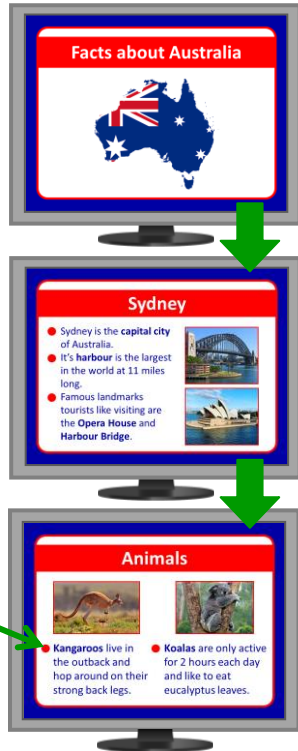 Facts about Australia
Sydney
Sydney is the capital city
of Australia.
It's harbour is the largest
in the world at 11 miles
long.
Famous landmarks
tourists like visiting are
the Opera House and
Harbour Bridge.
Animals
Kangaroos live in
the outback and
hop around on their
strong back legs.
Koalas are only active
for 2 hours each day
and like to eat
eucalyptus leaves.